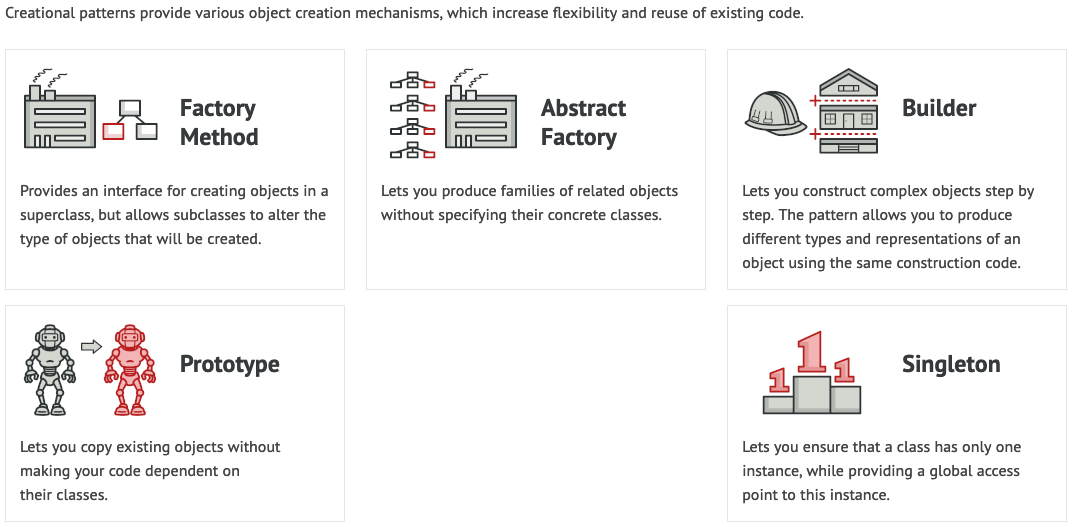 Creational patterns provide various object creation mechanisms, which increase flexibility and reuse of existing code.
Factory
Method
Provides an interface for creating objects in a
superclass, but allows subclasses to alter the
type of objects that will be created.
Abstract
Factory
Lets you produce families of related objects
without specifying their concrete classes.
Builder
Lets you construct complex objects step by
step. The pattern allows you to produce
different types and representations of an
object using the same construction code.
Prototype
Lets you copy existing objects without
making your code dependent on
their classes.
1
1
1
Singleton
Lets you ensure that a class has only one
instance, while providing a global access
point to this instance.